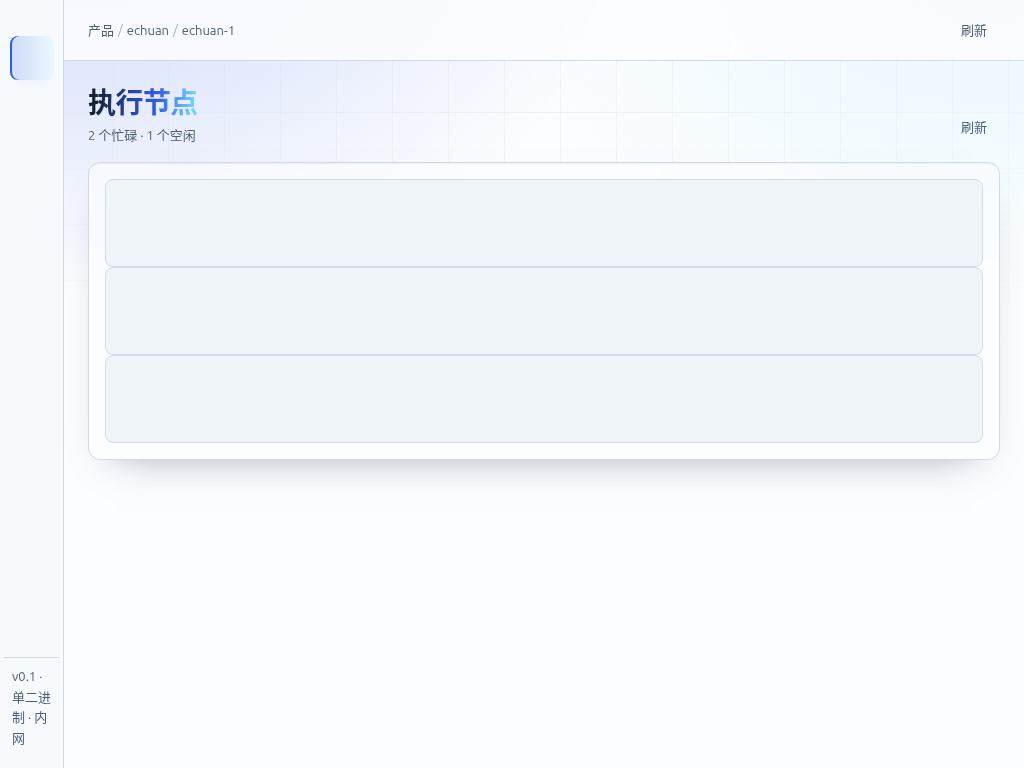 产品 / echuan / echuan-1
刷新
执行节点
2 个忙碌 · 1 个空闲
刷新
v0.1 ·
单二进
制 · 内
网